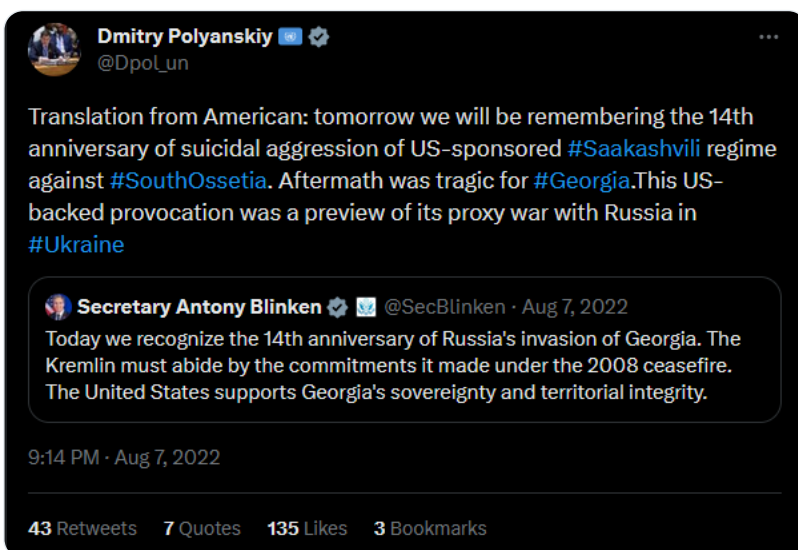 Dmitry Polyanskiy
@Dpol_un
Translation from American: tomorrow we will be remembering the 14th
anniversary of suicidal aggression of US-sponsored #Saakashvili regime
against #SouthOssetia. Aftermath was tragic for #Georgia.This US-
backed provocation was a preview of its proxy war with Russia in
#Ukraine
Secretary Antony Blinken @SecBlinken · Aug 7, 2022
Today we recognize the 14th anniversary of Russia's invasion of Georgia. The
Kremlin must abide by the commitments it made under the 2008 ceasefire.
The United States supports Georgia's sovereignty and territorial integrity.
9:14 PM · Aug 7, 2022
43 Retweets 7 Quotes 135 Likes 3 Bookmarks